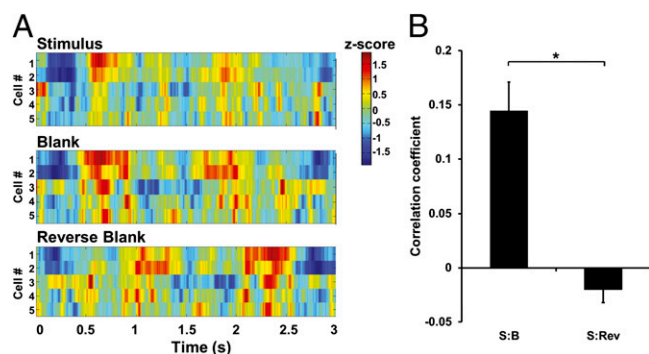 A
Stimulus
z-score
Cell #
1
2
3
4
5
1.5
1
0.5
0
-0.5
-1
-1.5
Blank
Cell #
1
2
3
4
5
Reverse Blank
Cell #
1
2
3
4
5
0 0.5 1 1.5 2 2.5 3
Time (s)
B
*
Correlation coefficient
0.2
0.15
0.1
0.05
0
-0.05
S:B S:Rev